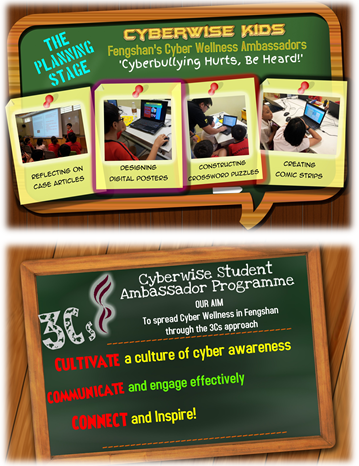 THE
PLANNING
STAGE
CYBERWISE KIDS
Fengshan's Cyber Wellness Ambassadors
'Cyberbullying Hurts, Be Heard!'
REFLECTING ON
CASE ARTICLES
DESIGNING
DIGITAL POSTERS
CONSTRUCTING
CROSSWORD PUZZLES
CREATING
COMIC STRIPS
3Cs
Cyberwise Student
Ambassador Programme
OUR AIM
To spread Cyber Wellness in Fengshan
through the 3Cs approach
CULTIVATE a culture of cyber awareness
COMMUNICATE and engage effectively
CONNECT and Inspire!